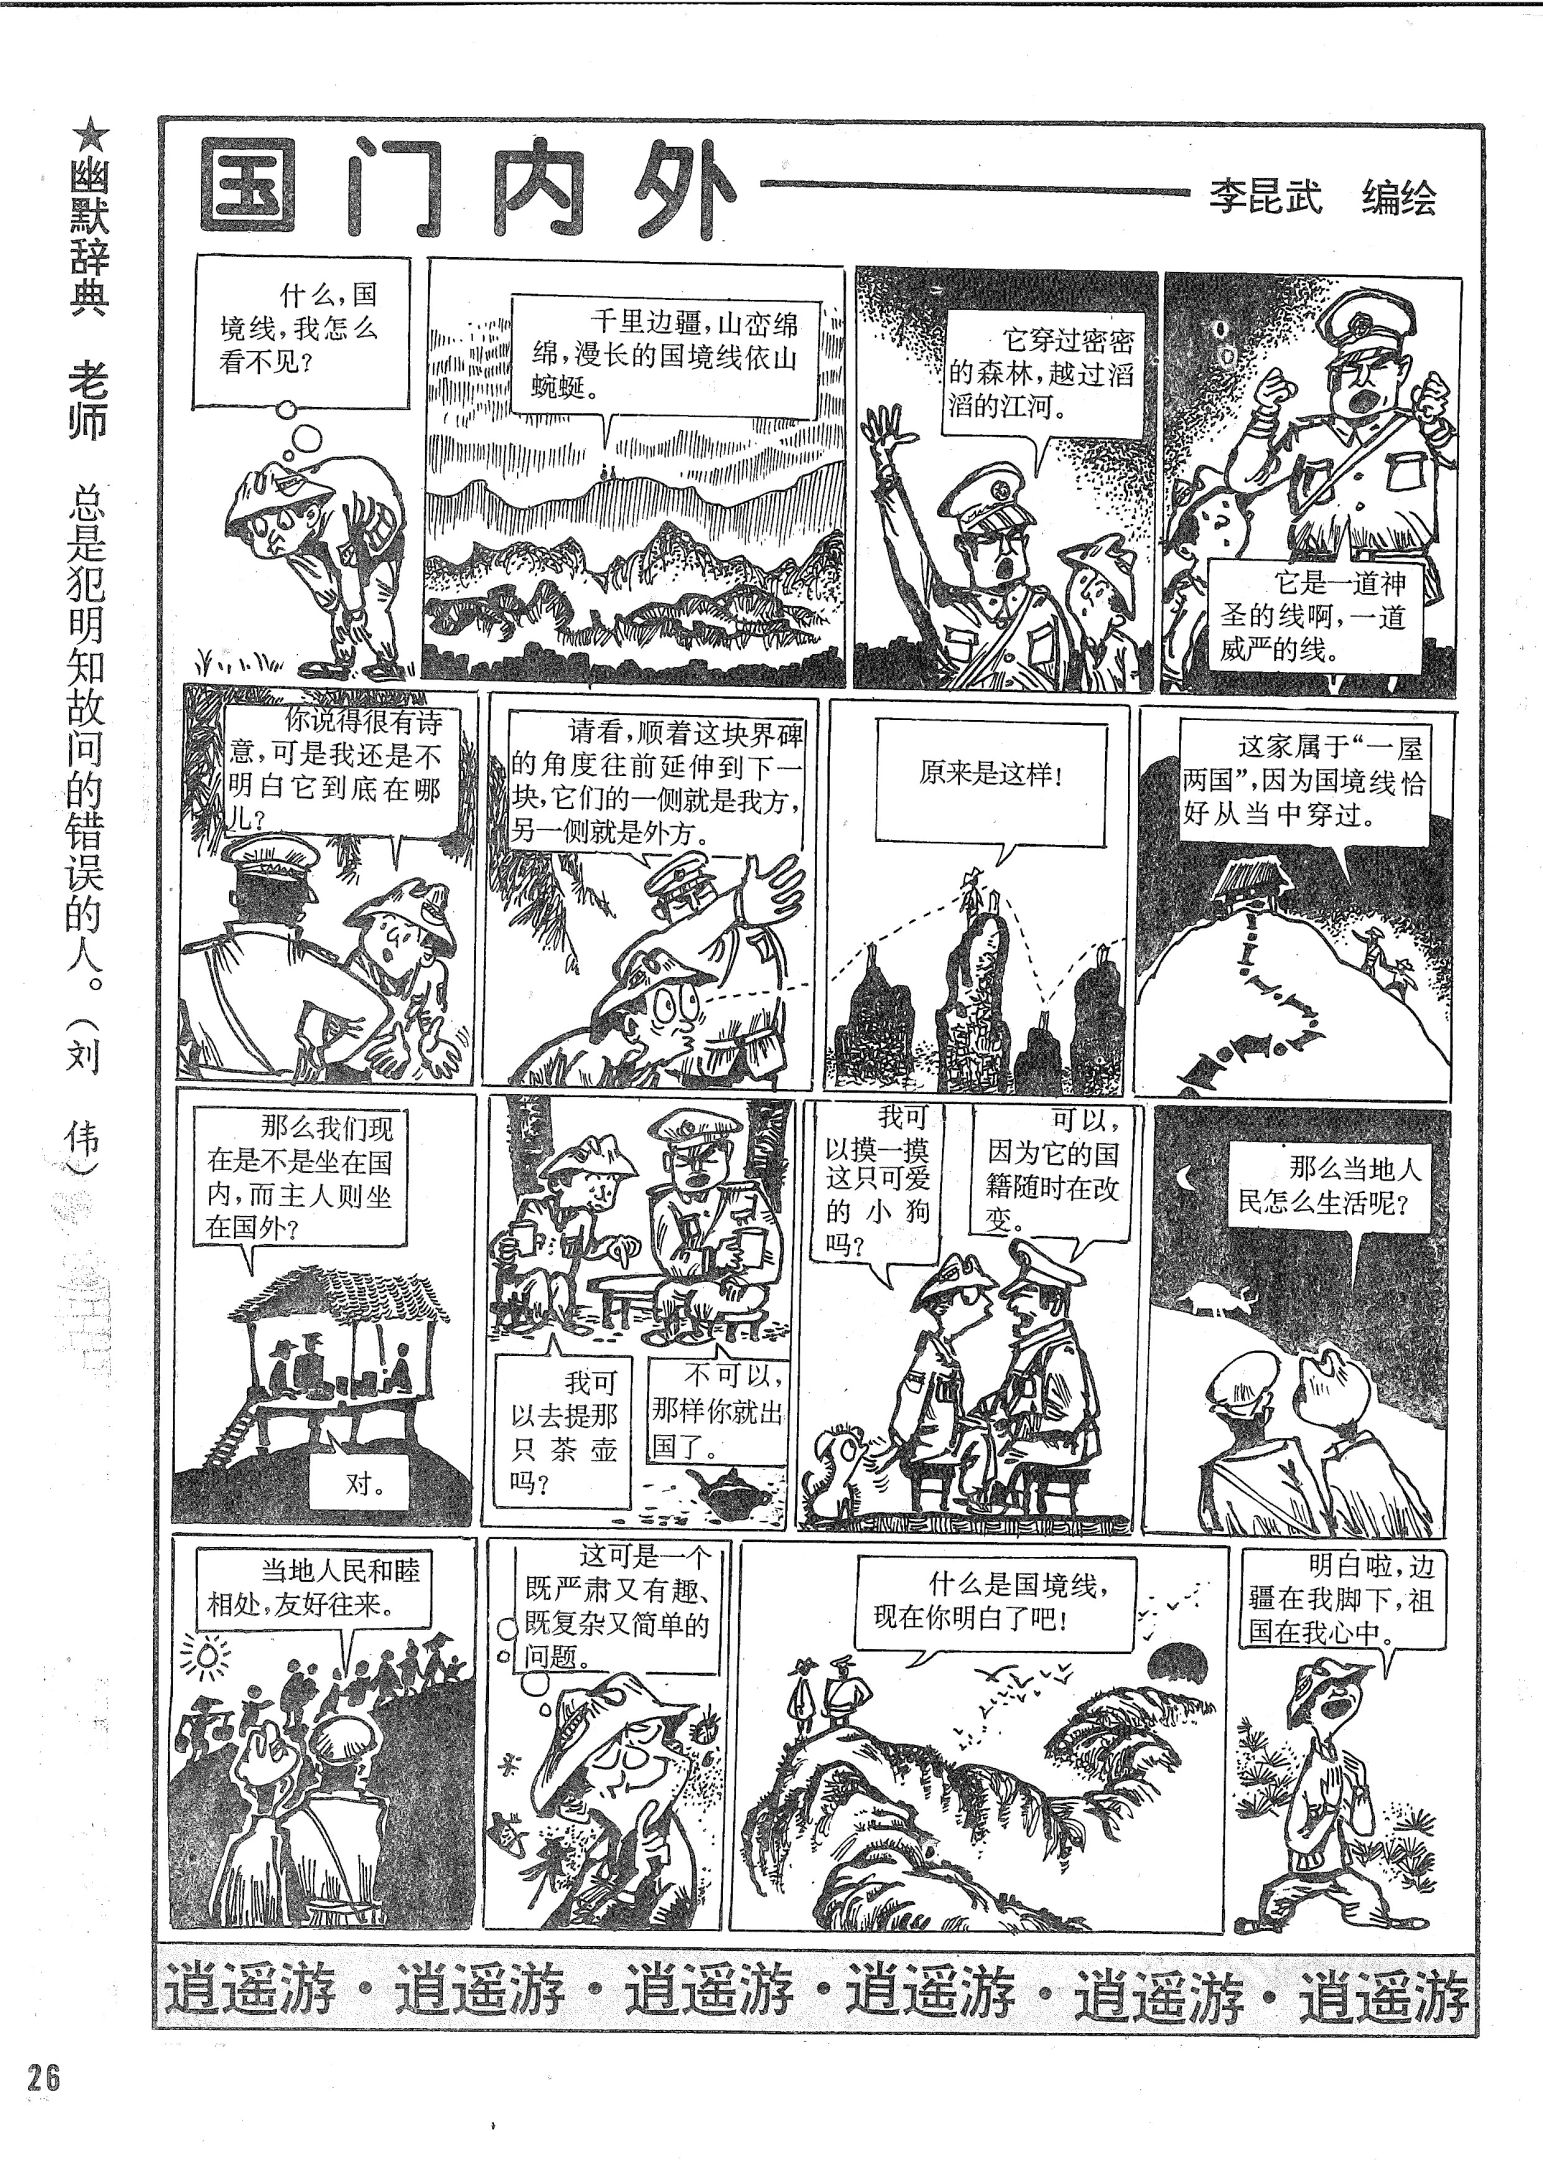 ★幽默辞典　老师　总是犯明知故问的错误的人。(刘　伟)
国门内外
李昆武　编绘
什么,国
境线,我怎么
看不见?
千里边疆,山峦绵
绵,漫长的国境线依山
蜿蜒。
它穿过密密
的森林,越过滔
滔的江河。
它是一道神
圣的线啊,一道
威严的线。
你说得很有诗
意,可是我还是不
明白它到底在哪
儿?
请看,顺着这块界碑
的角度往前延伸到下一
块,它们的一侧就是我方,
另一侧就是外方。
原来是这样!
这家属于“一屋
两国”,因为国境线恰
好从当中穿过。
那么我们现
在是不是坐在国
内,而主人则坐
在国外?
对。
我可
以去提那
只茶壶
吗?
不可以,
那样你就出
国了。
我可
以摸一摸
这只可爱
的小狗
吗?
可以,
因为它的国
籍随时在改
变。
那么当地人
民怎么生活呢?
当地人民和睦
相处,友好往来。
这可是一个
既严肃又有趣、
既复杂又简单的
问题。
什么是国境线,
现在你明白了吧!
明白啦,边
疆在我脚下,祖
国在我心中。
逍遥游·逍遥游·逍遥游·逍遥游·逍遥游·逍遥游
26